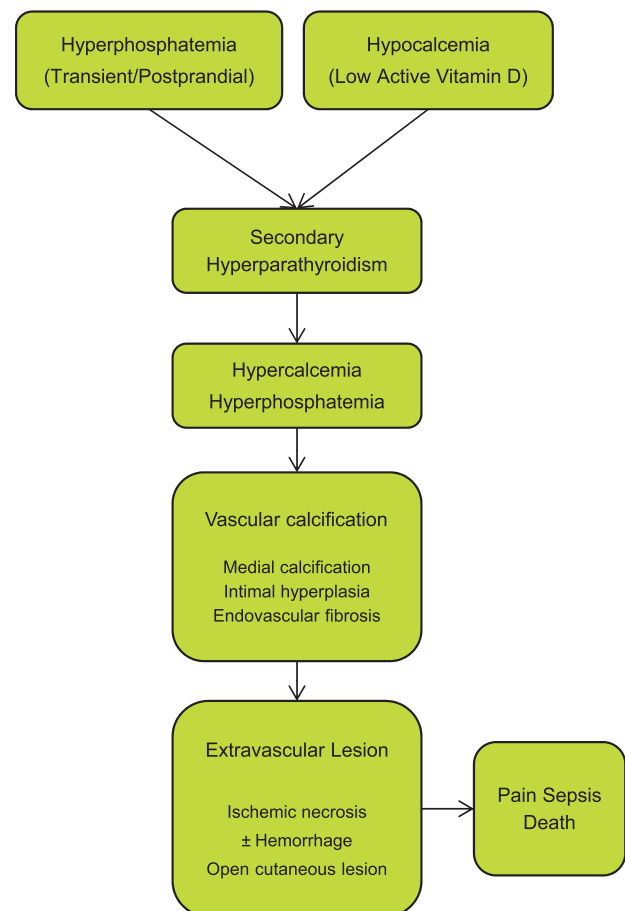 Hyperphosphatemia
(Transient/Postprandial)
Hypocalcemia
(Low Active Vitamin D)
Secondary
Hyperparathyroidism
Hypercalcemia
Hyperphosphatemia
Vascular calcification
Medial calcification
Intimal hyperplasia
Endovascular fibrosis
Extravascular Lesion
Ischemic necrosis
± Hemorrhage
Open cutaneous lesion
Pain Sepsis
Death